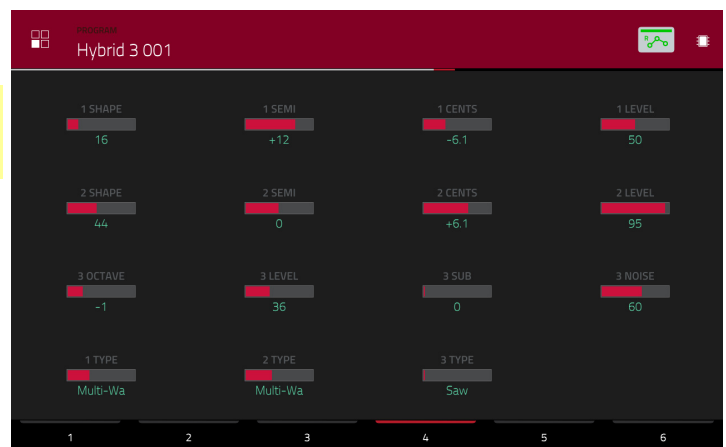 PROGRAM
Hybrid 3 001
R
1 SHAPE 1 SEMI 1 CENTS 1 LEVEL
16 +12 -6.1 50
2 SHAPE 2 SEMI 2 CENTS 2 LEVEL
44 0 +6.1 95
3 OCTAVE 3 LEVEL 3 SUB 3 NOISE
-1 36 0 60
1 TYPE 2 TYPE 3 TYPE
Multi-Wa Multi-Wa Saw
1 2 3 4 5 6